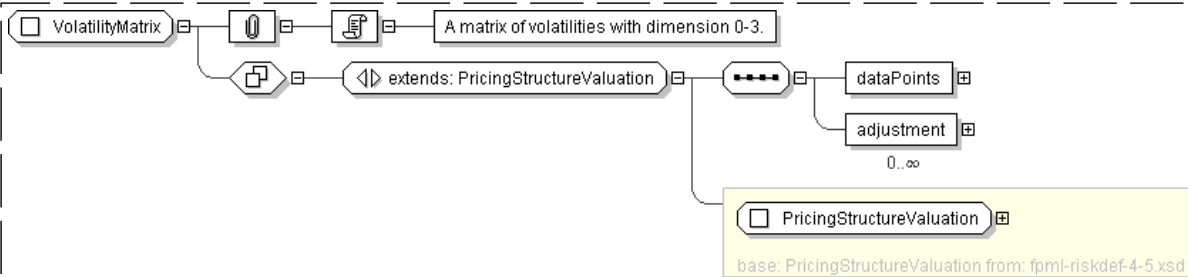 VolatilityMatrix
A matrix of volatilities with dimension 0-3.
extends: PricingStructureValuation
dataPoints
adjustment
0..∞
PricingStructureValuation
base: PricingStructureValuation from: fpml-riskdef-4-5.xsd